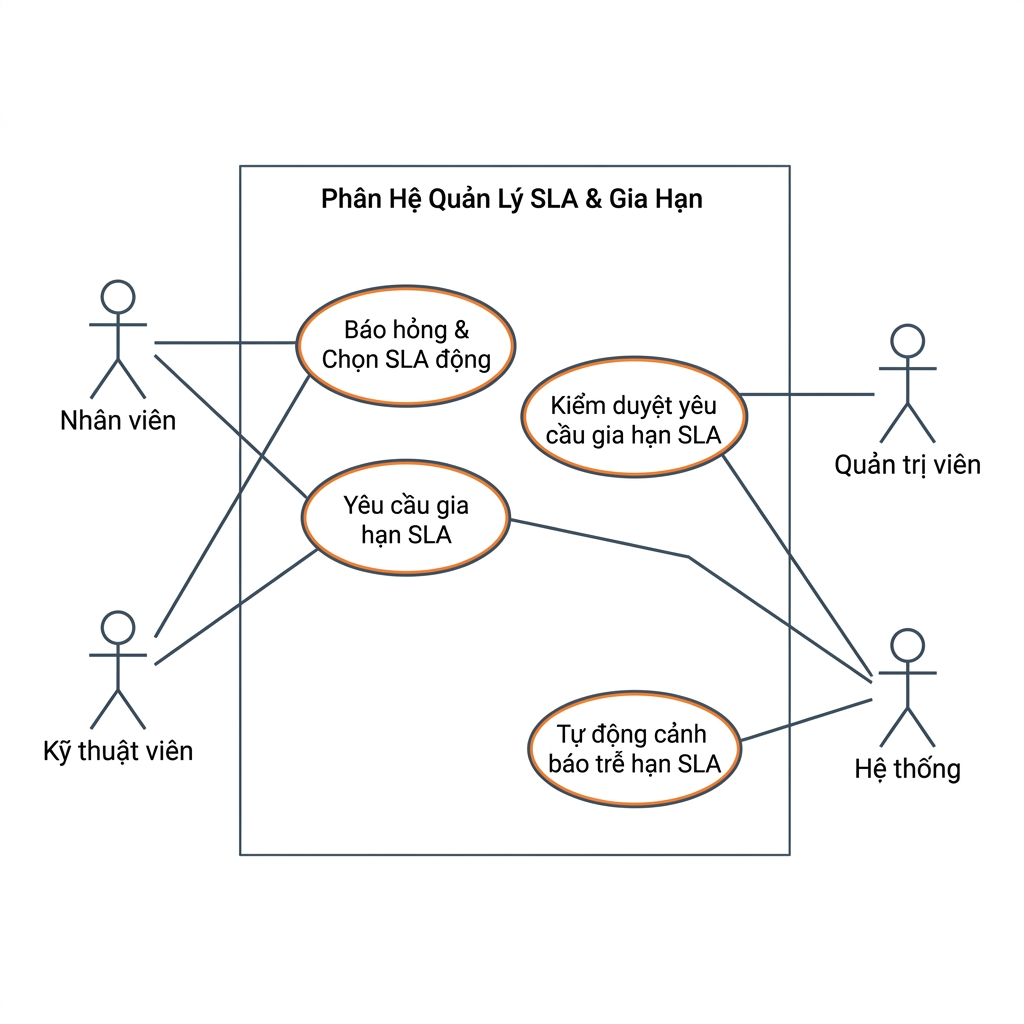 Phân Hệ Quản Lý SLA & Gia Hạn
Báo hỏng &
Chọn SLA động
Nhân viên
Kiểm duyệt yêu
cầu gia hạn SLA
Quản trị viên
Yêu cầu gia
hạn SLA
Kỹ thuật viên
Tự động cảnh
báo trễ hạn SLA
Hệ thống